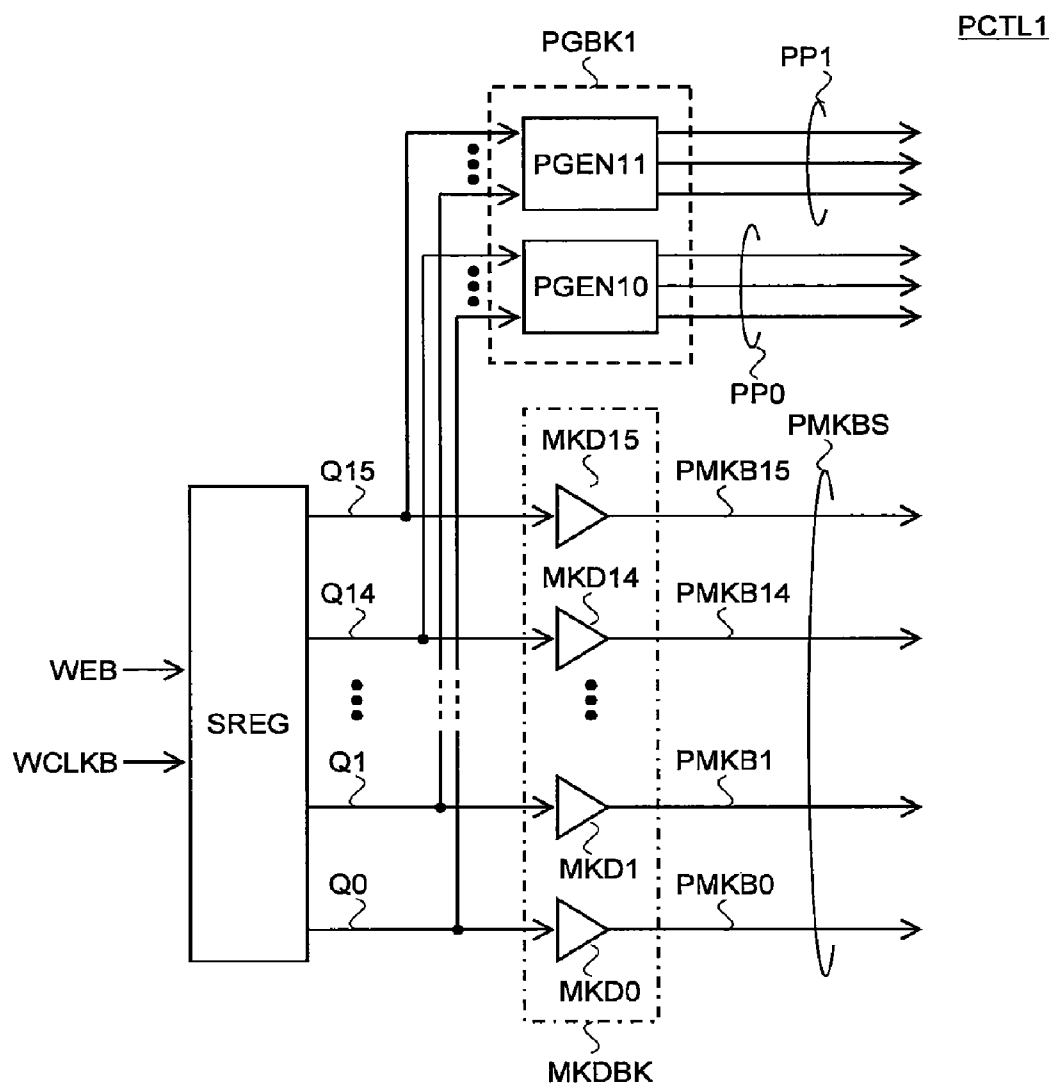 PCTL1
PGBK1
PP1
PGEN11
PGEN10
PP0
PMKBS
MKD15
Q15
PMKB15
MKD14
Q14
PMKB14
WEB
SREG
WCLKB
Q1
PMKB1
MKD1
Q0
PMKB0
MKD0
MKDBK